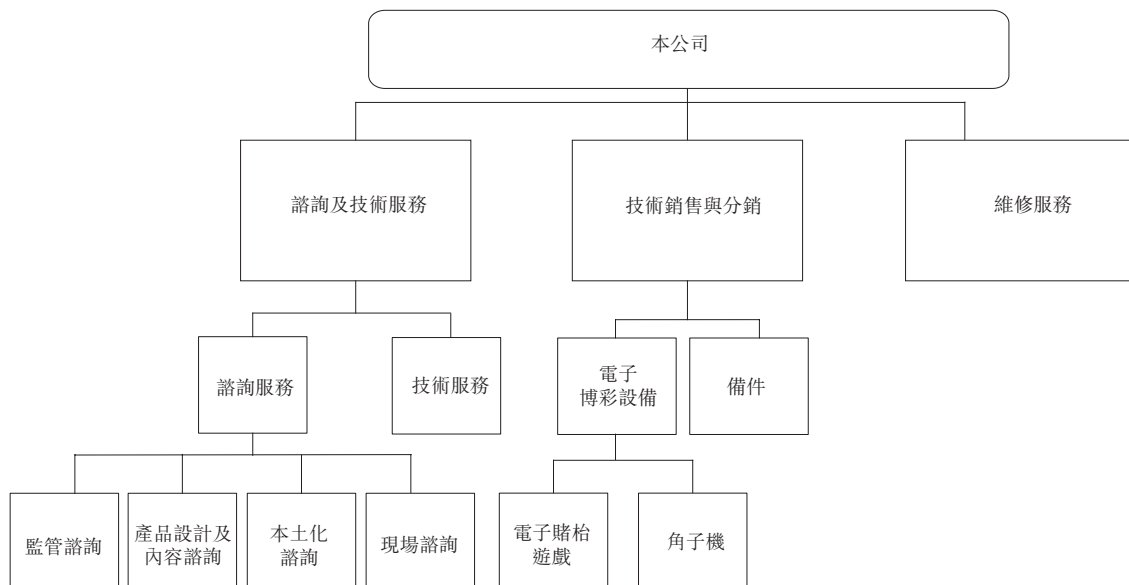 本公司
諮詢及技術服務
技術銷售與分銷
維修服務
諮詢服務
技術服務
電子
博彩設備
備件
監管諮詢
產品設計及
內容諮詢
本土化
諮詢
現場諮詢
電子賭枱
遊戲
角子機